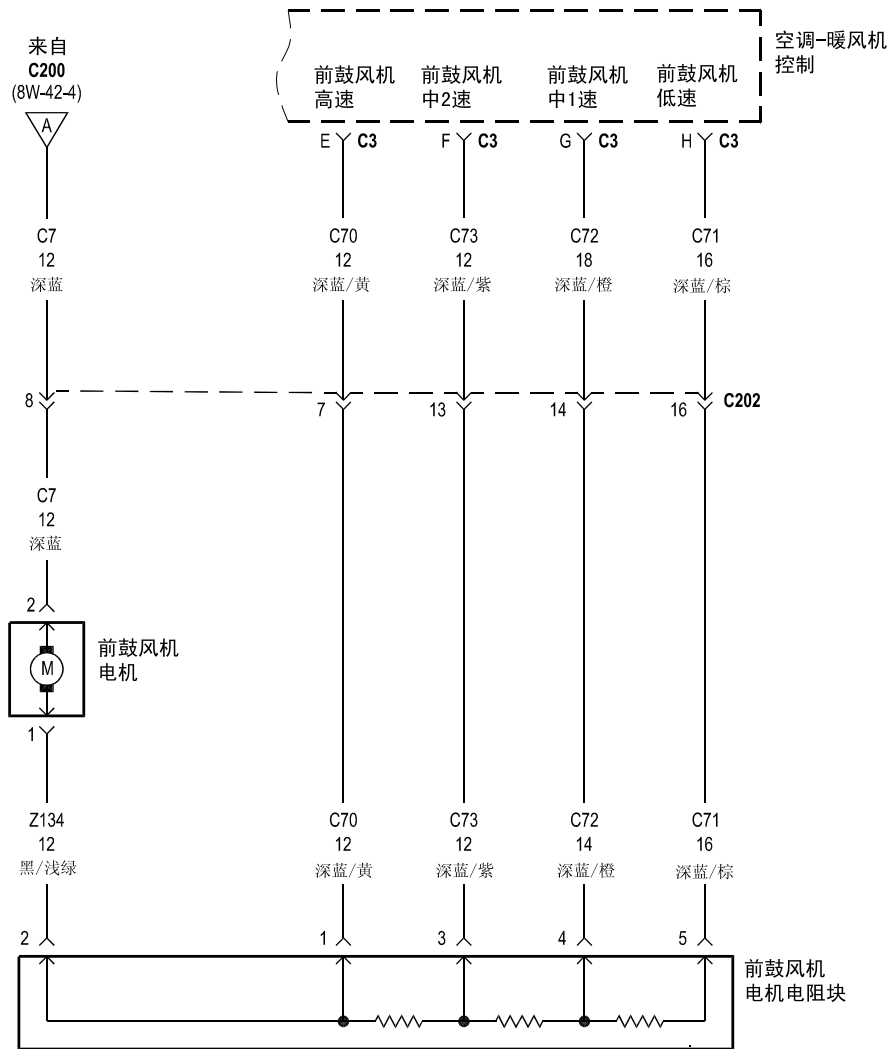 来自
C200
(8W-42-4)
A
空调-暖风机
控制
前鼓风机
高速
前鼓风机
中2速
前鼓风机
中1速
前鼓风机
低速
E C3
F C3
G C3
H C3
C7
12
深蓝
C70
12
深蓝/黄
C73
12
深蓝/紫
C72
18
深蓝/橙
C71
16
深蓝/棕
8
7
13
14
16
C202
C7
12
深蓝
2
M
前鼓风机
电机
1
Z134
12
黑/浅绿
C70
12
深蓝/黄
C73
12
深蓝/紫
C72
14
深蓝/橙
C71
16
深蓝/棕
2
1
3
4
5
前鼓风机
电机电阻块